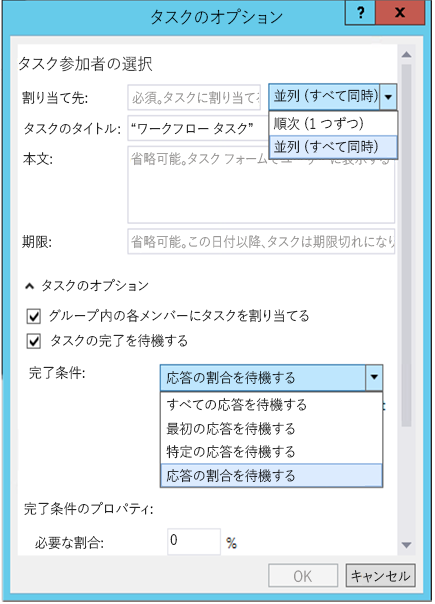 タスクのオプション
? x
タスク参加者の選択
割り当て先: 必須。タスクに割り当てる 並列 (すべて同時)
順次 (1 つずつ)
並列 (すべて同時)
タスクのタイトル: “ワークフロー タスク”
本文: 省略可能。タスク フォームでユーザーに表示する
期限: 省略可能。この日付以降、タスクは期限切れになり
タスクのオプション
グループ内の各メンバーにタスクを割り当てる
タスクの完了を待機する
完了条件: 応答の割合を待機する
すべての応答を待機する
最初の応答を待機する
特定の応答を待機する
応答の割合を待機する
完了条件のプロパティ:
必要な割合: 0 %
OK キャンセル